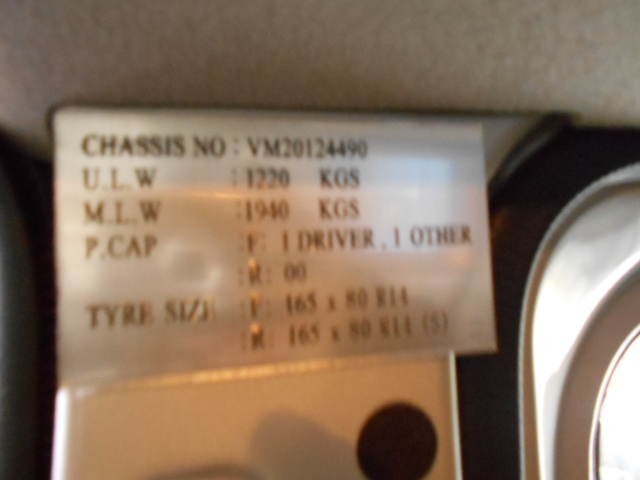 CHASSIS NO : VM20124490
U.L.W : 1220 KGS
M.L.W : 1940 KGS
P.CAP : F: 1 DRIVER , 1 OTHER
: R: 00
TYRE SIZE : F: 165 x 80 R14
: R: 165 x 80 R14 (S)